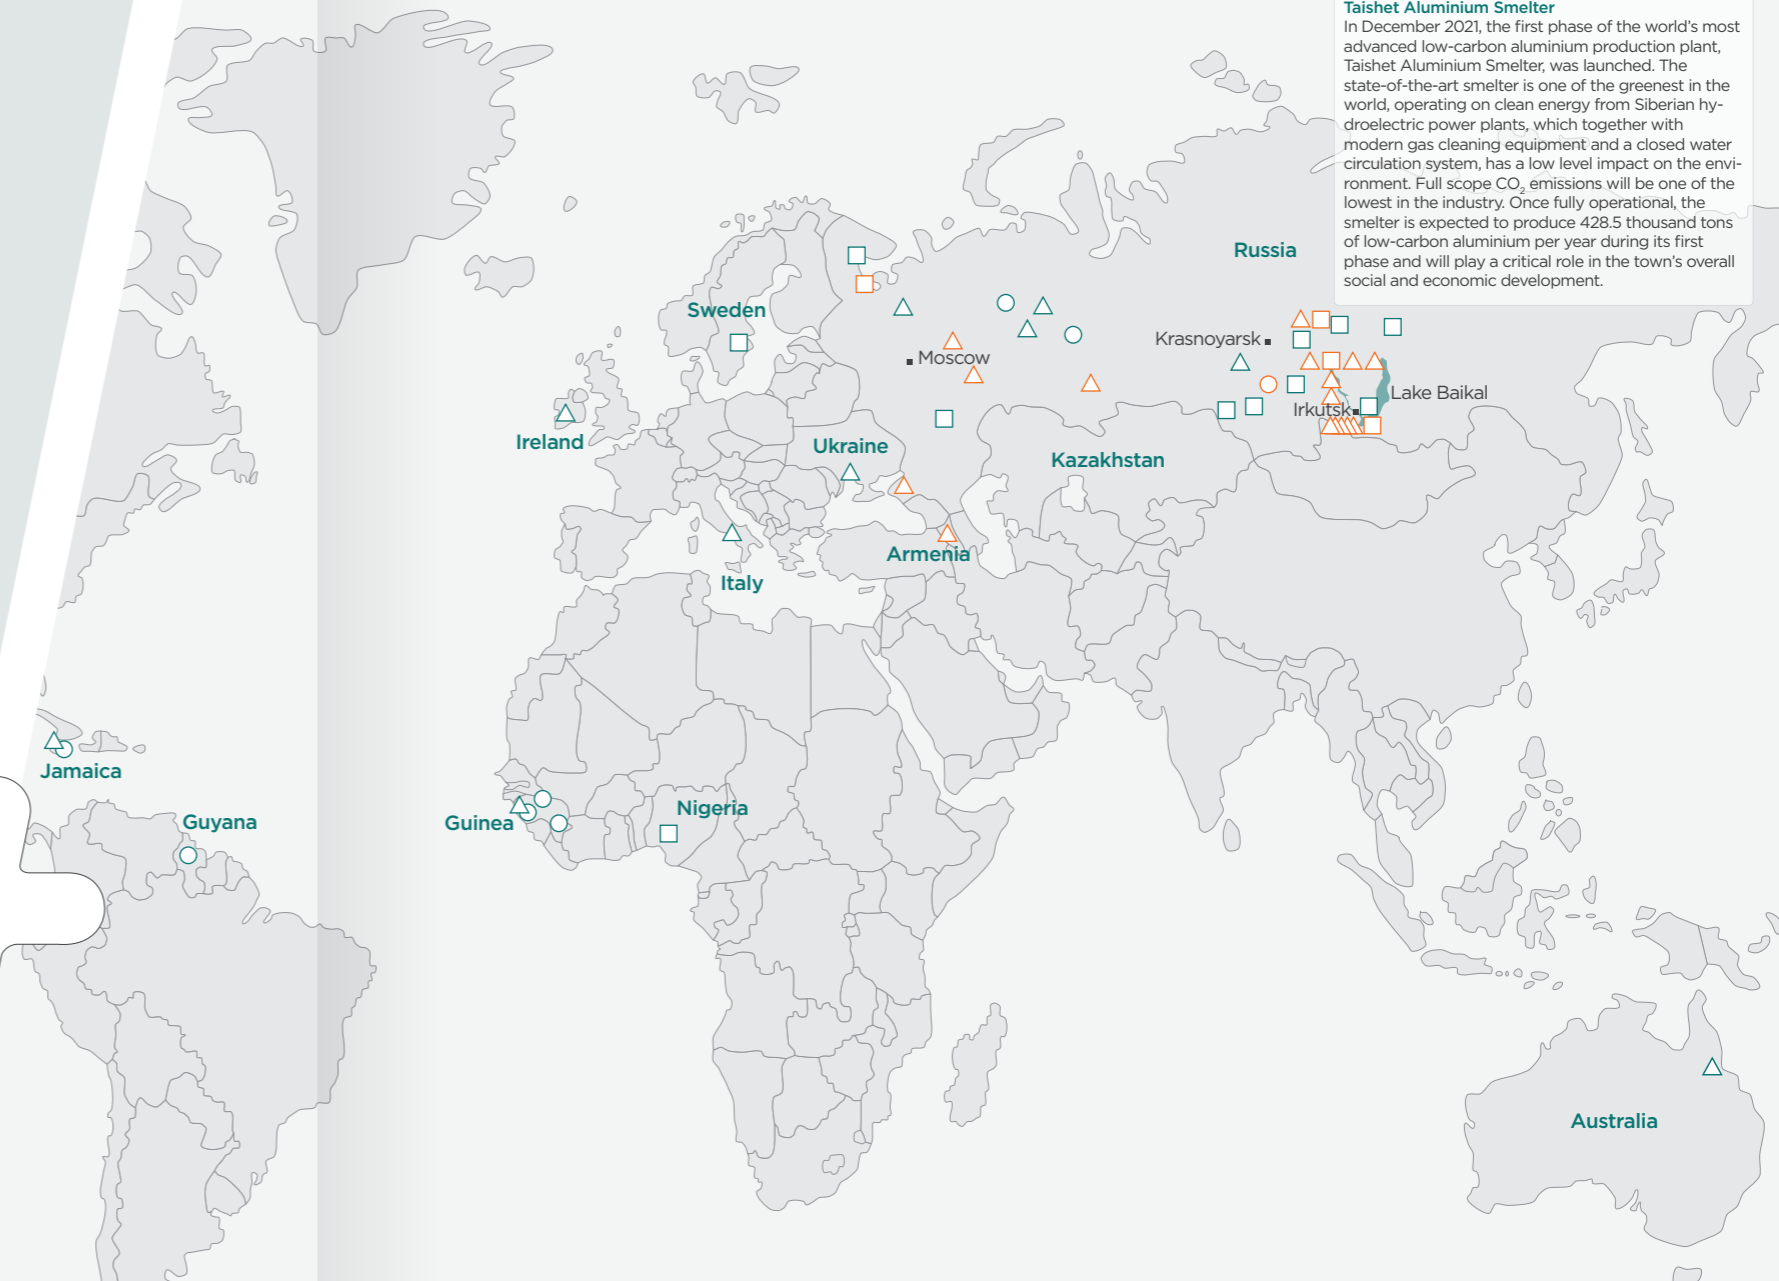 Taishet Aluminium Smelter
In December 2021, the first phase of the world’s most
advanced low-carbon aluminium production plant,
Taishet Aluminium Smelter, was launched. The
state-of-the-art smelter is one of the greenest in the
world, operating on clean energy from Siberian hy-
droelectric power plants, which together with
modern gas cleaning equipment and a closed water
circulation system, has a low level impact on the envi-
ronment. Full scope CO₂ emissions will be one of the
lowest in the industry. Once fully operational, the
smelter is expected to produce 428.5 thousand tons
of low-carbon aluminium per year during its first
phase and will play a critical role in the town’s overall
social and economic development.
Russia
Sweden
Krasnoyarsk
Moscow
Lake Baikal
Irkutsk
Ireland
Ukraine
Kazakhstan
Armenia
Italy
Jamaica
Guyana
Guinea
Nigeria
Australia